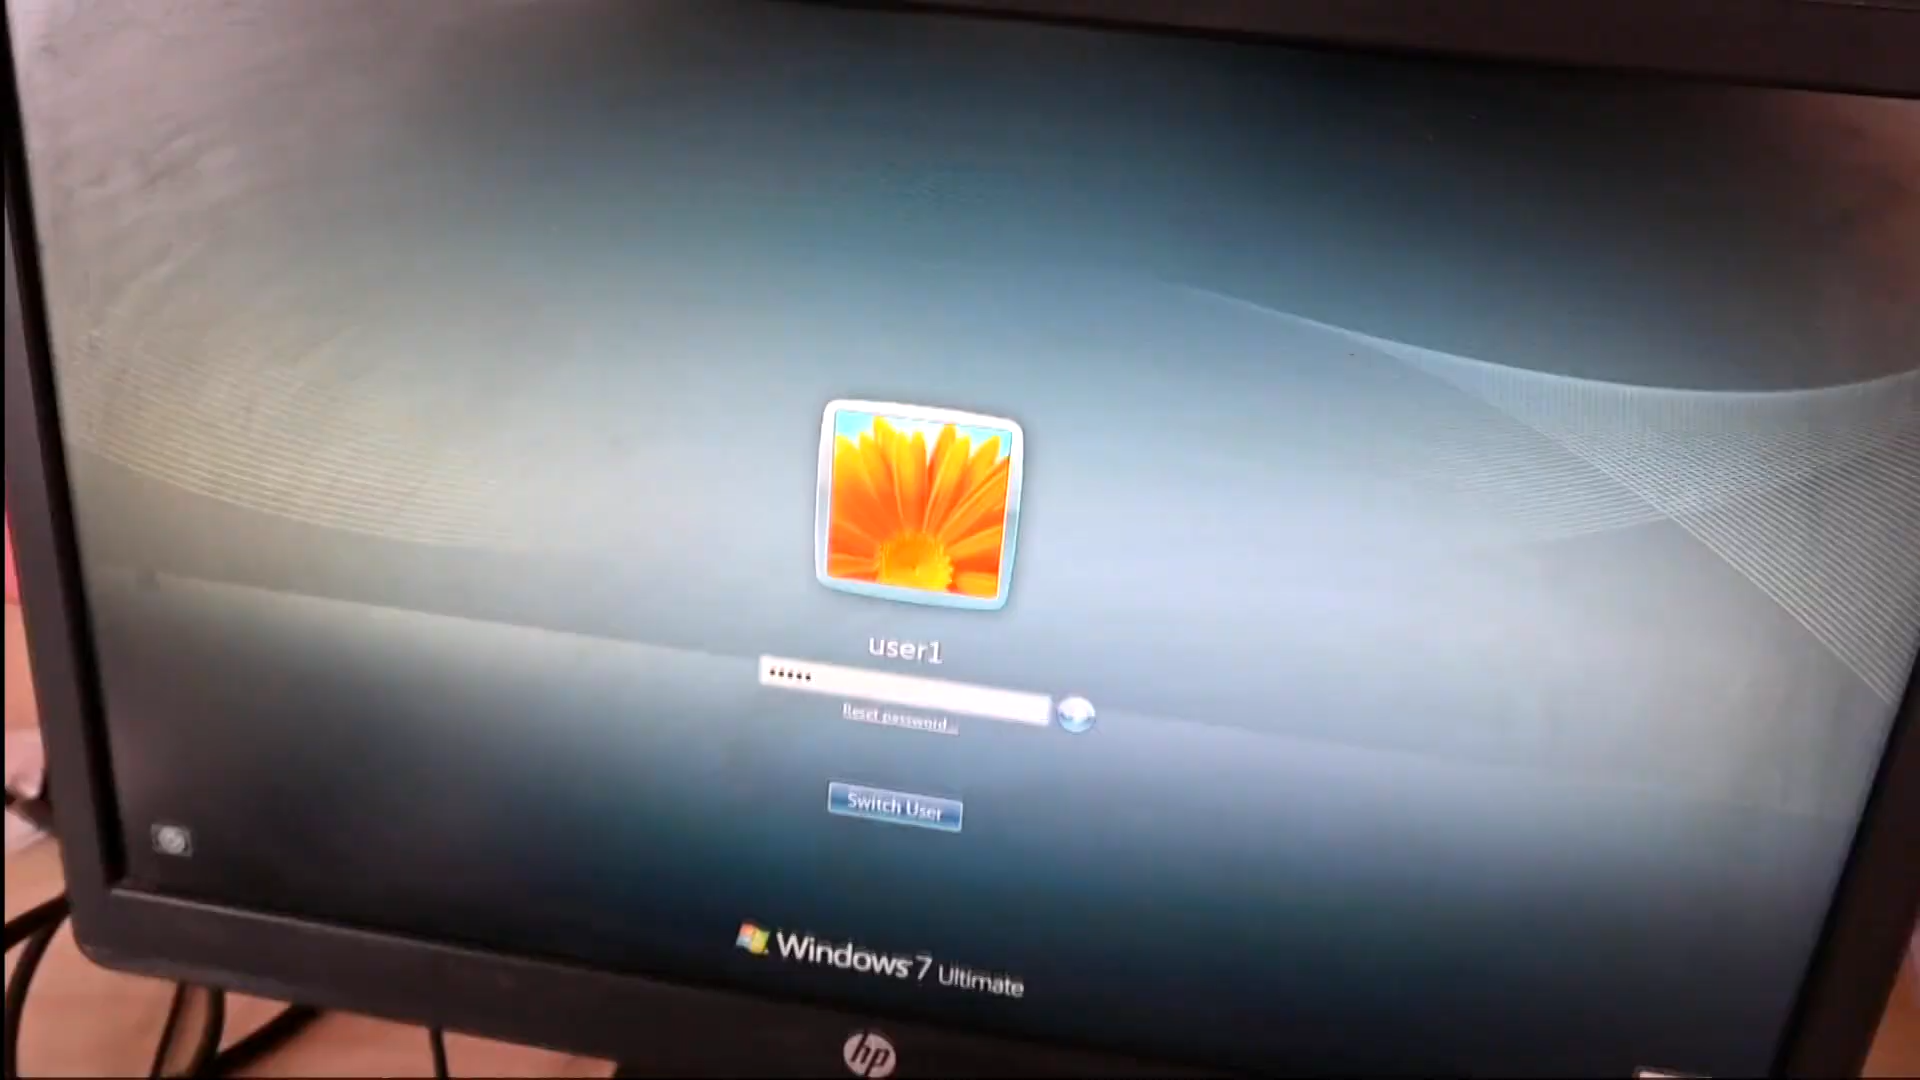 user1
•••••
Reset password...
Switch User
Windows 7 Ultimate
hp